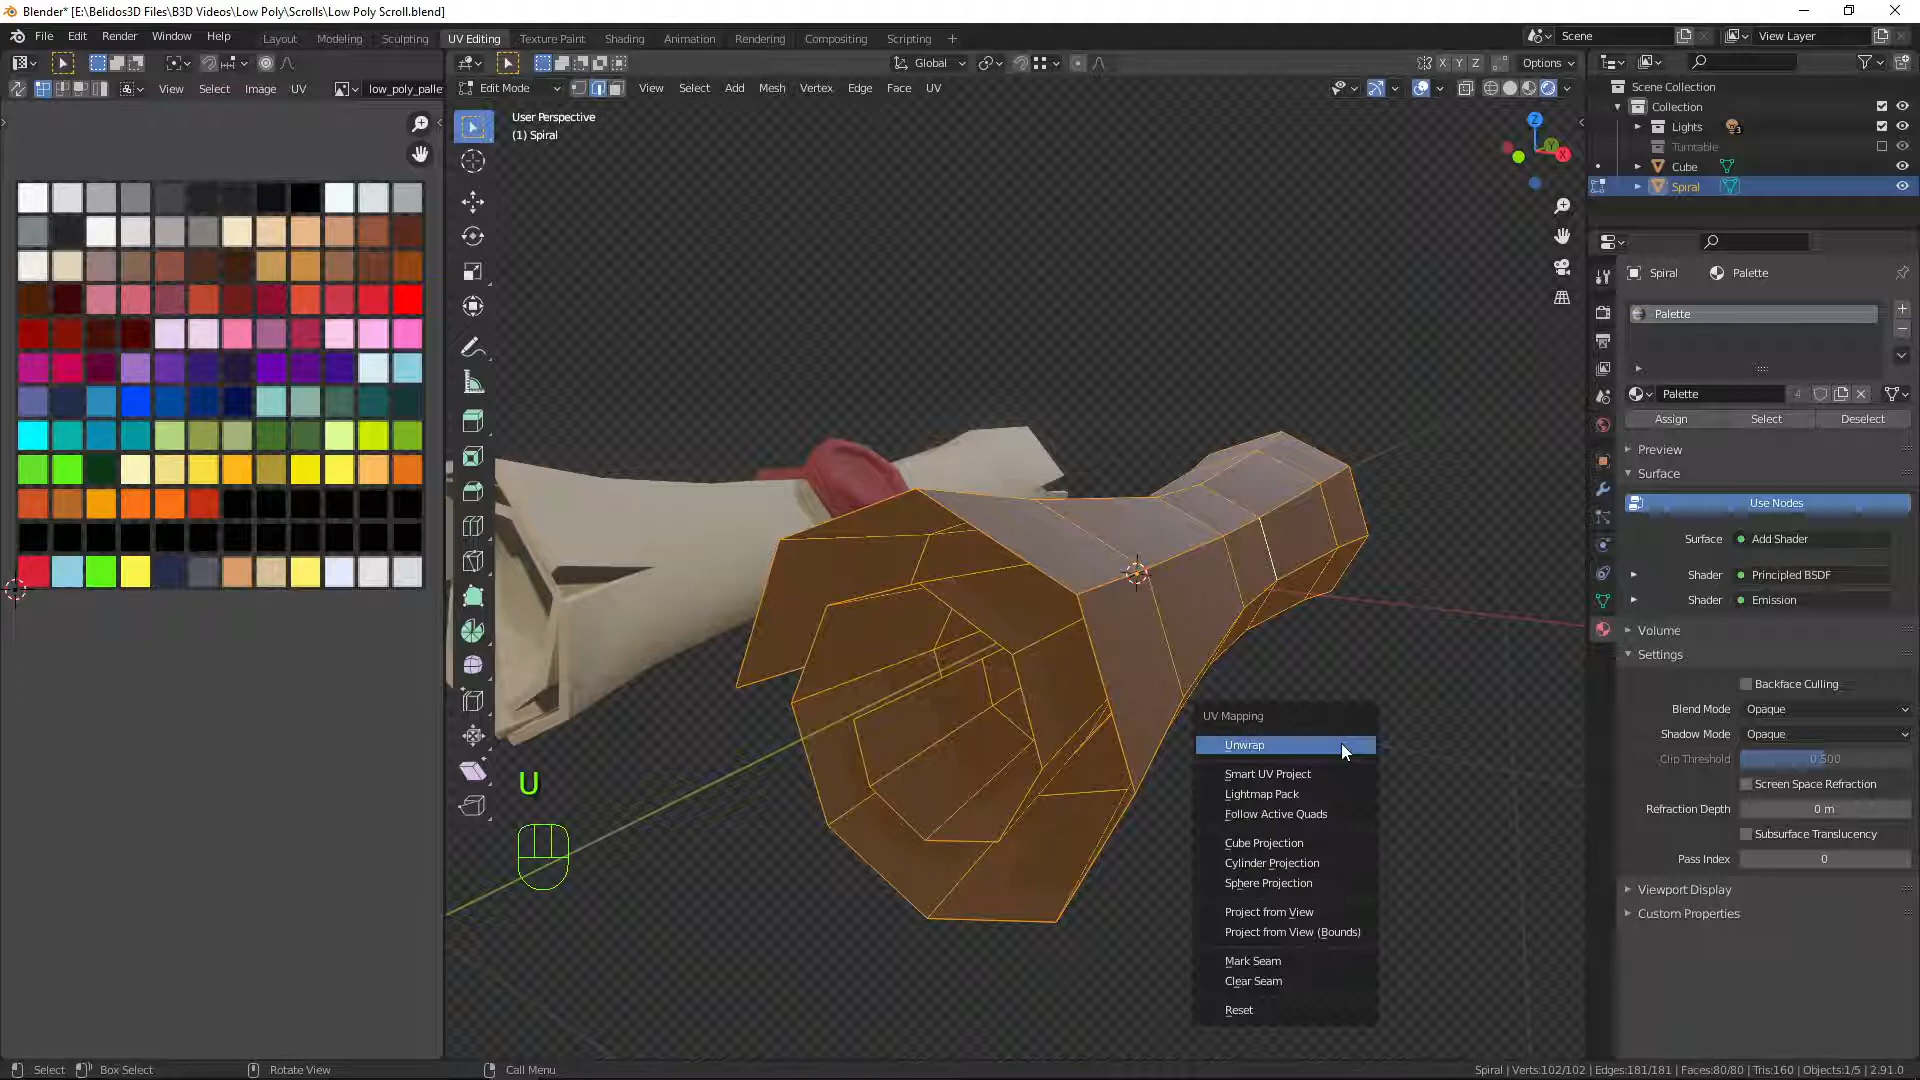 Blender* [E:\Belidos3D Files\B3D Videos\Low Poly\Scrolls\Low Poly Scroll.blend]
File Edit Render Window Help Layout Modeling Sculpting UV Editing Texture Paint Shading Animation Rendering Compositing Scripting + Scene View Layer
Global X Y Z Options
View Select Image UV low_poly_palle Edit Mode View Select Add Mesh Vertex Edge Face UV
User Perspective
(1) Spiral
Z
Y
X
Scene Collection
Collection
Lights 3
Turntable
Cube
Spiral
Spiral Palette
Palette
Palette 4
Assign Select Deselect
Preview
Surface
Use Nodes
Surface Add Shader
Shader Principled BSDF
Shader Emission
Volume
Settings
Backface Culling
Blend Mode Opaque
Shadow Mode Opaque
Clip Threshold 0.500
Screen Space Refraction
Refraction Depth 0 m
Subsurface Translucency
Pass Index 0
Viewport Display
Custom Properties
UV Mapping
Unwrap
Smart UV Project
Lightmap Pack
Follow Active Quads
Cube Projection
Cylinder Projection
Sphere Projection
Project from View
Project from View (Bounds)
Mark Seam
Clear Seam
Reset
U
Select Box Select Rotate View Call Menu Spiral | Verts:102/102 | Edges:181/181 | Faces:80/80 | Tris:160 | Objects:1/5 | 2.91.0